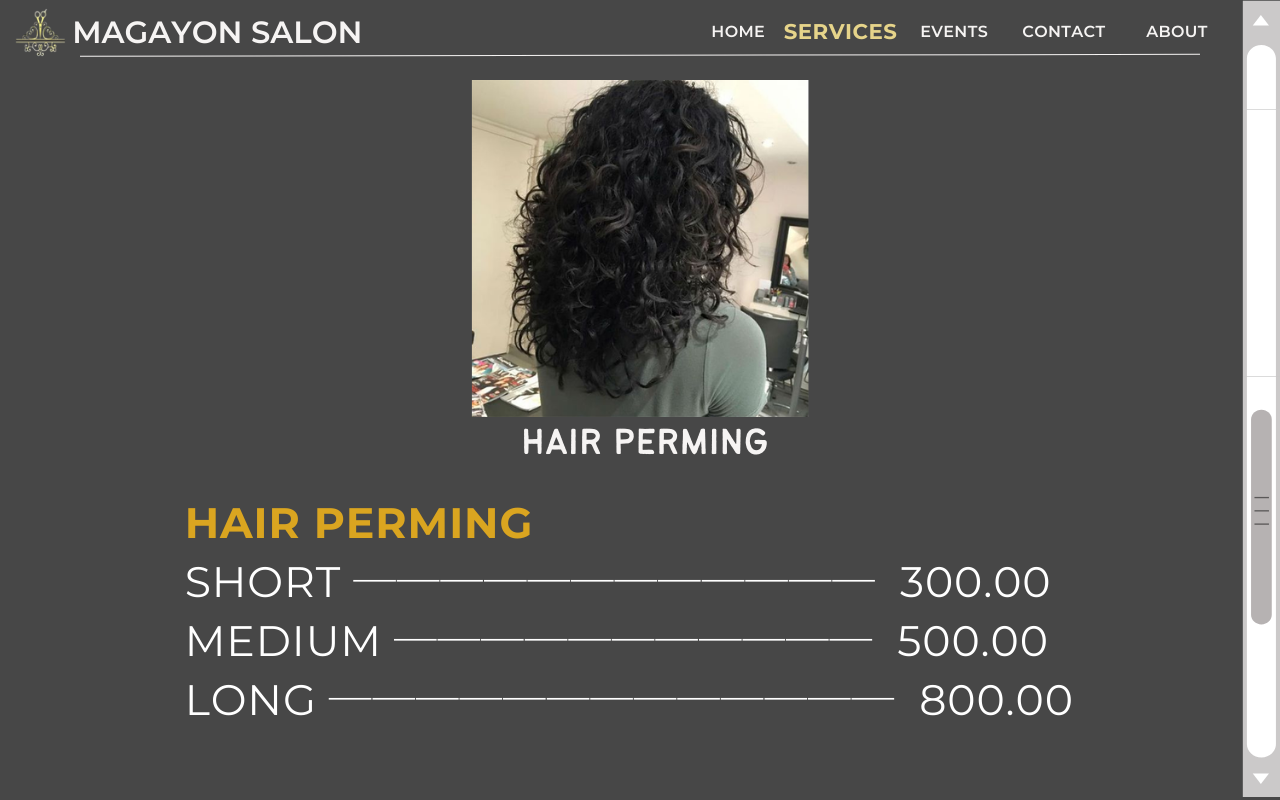 MAGAYON SALON
HOME SERVICES EVENTS CONTACT ABOUT
HAIR PERMING
HAIR PERMING
SHORT ———————————— 300.00
MEDIUM ——————————— 500.00
LONG ————————————— 800.00